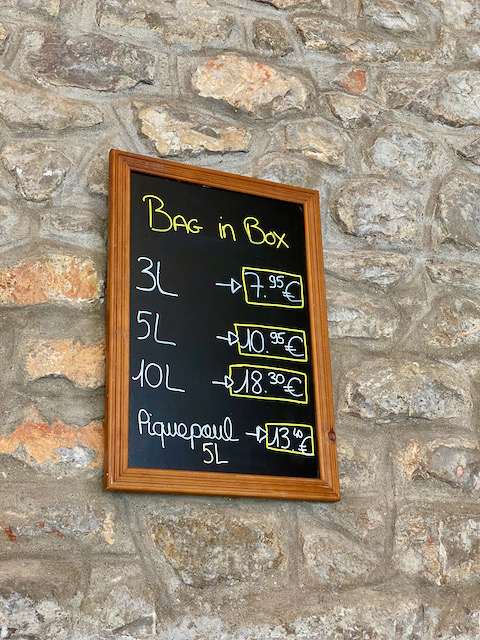 BAG in BOX
3L → 7.95€
5L → 10.95€
10L → 18.30€
Piquepoul → 13.40€
5L